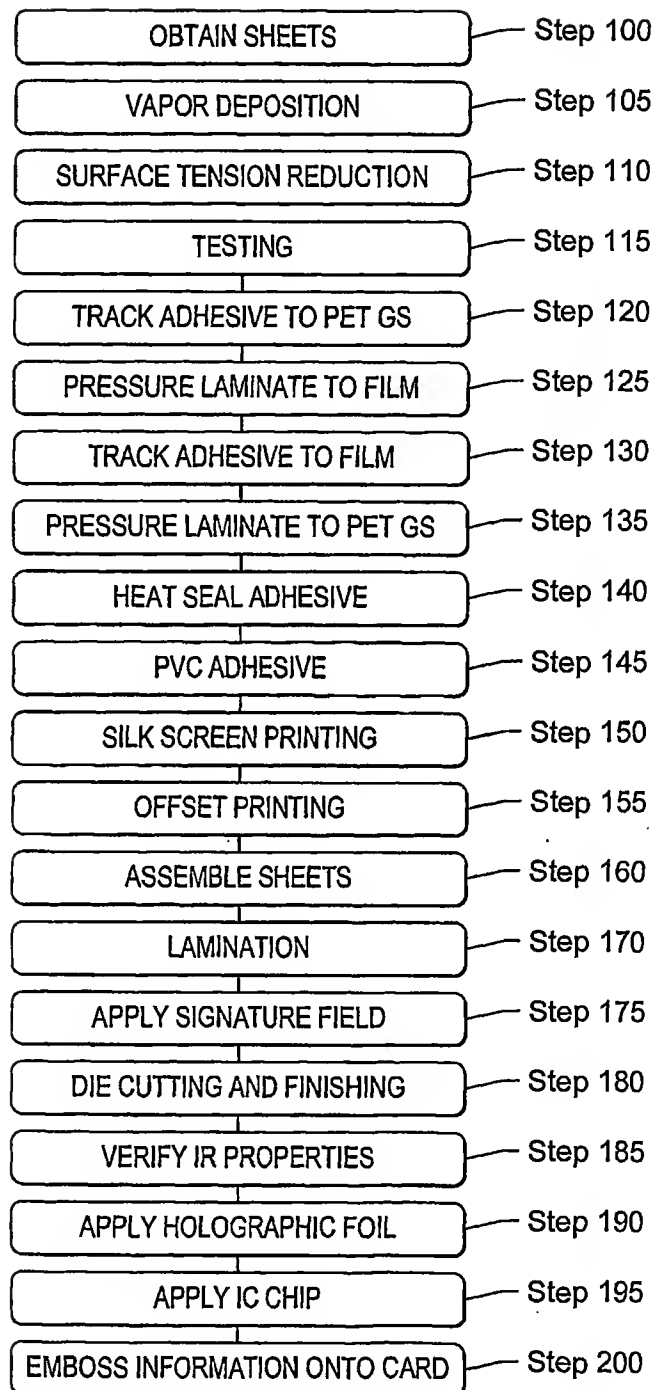 OBTAIN SHEETS Step 100
VAPOR DEPOSITION Step 105
SURFACE TENSION REDUCTION Step 110
TESTING Step 115
TRACK ADHESIVE TO PET GS Step 120
PRESSURE LAMINATE TO FILM Step 125
TRACK ADHESIVE TO FILM Step 130
PRESSURE LAMINATE TO PET GS Step 135
HEAT SEAL ADHESIVE Step 140
PVC ADHESIVE Step 145
SILK SCREEN PRINTING Step 150
OFFSET PRINTING Step 155
ASSEMBLE SHEETS Step 160
LAMINATION Step 170
APPLY SIGNATURE FIELD Step 175
DIE CUTTING AND FINISHING Step 180
VERIFY IR PROPERTIES Step 185
APPLY HOLOGRAPHIC FOIL Step 190
APPLY IC CHIP Step 195
EMBOSS INFORMATION ONTO CARD Step 200